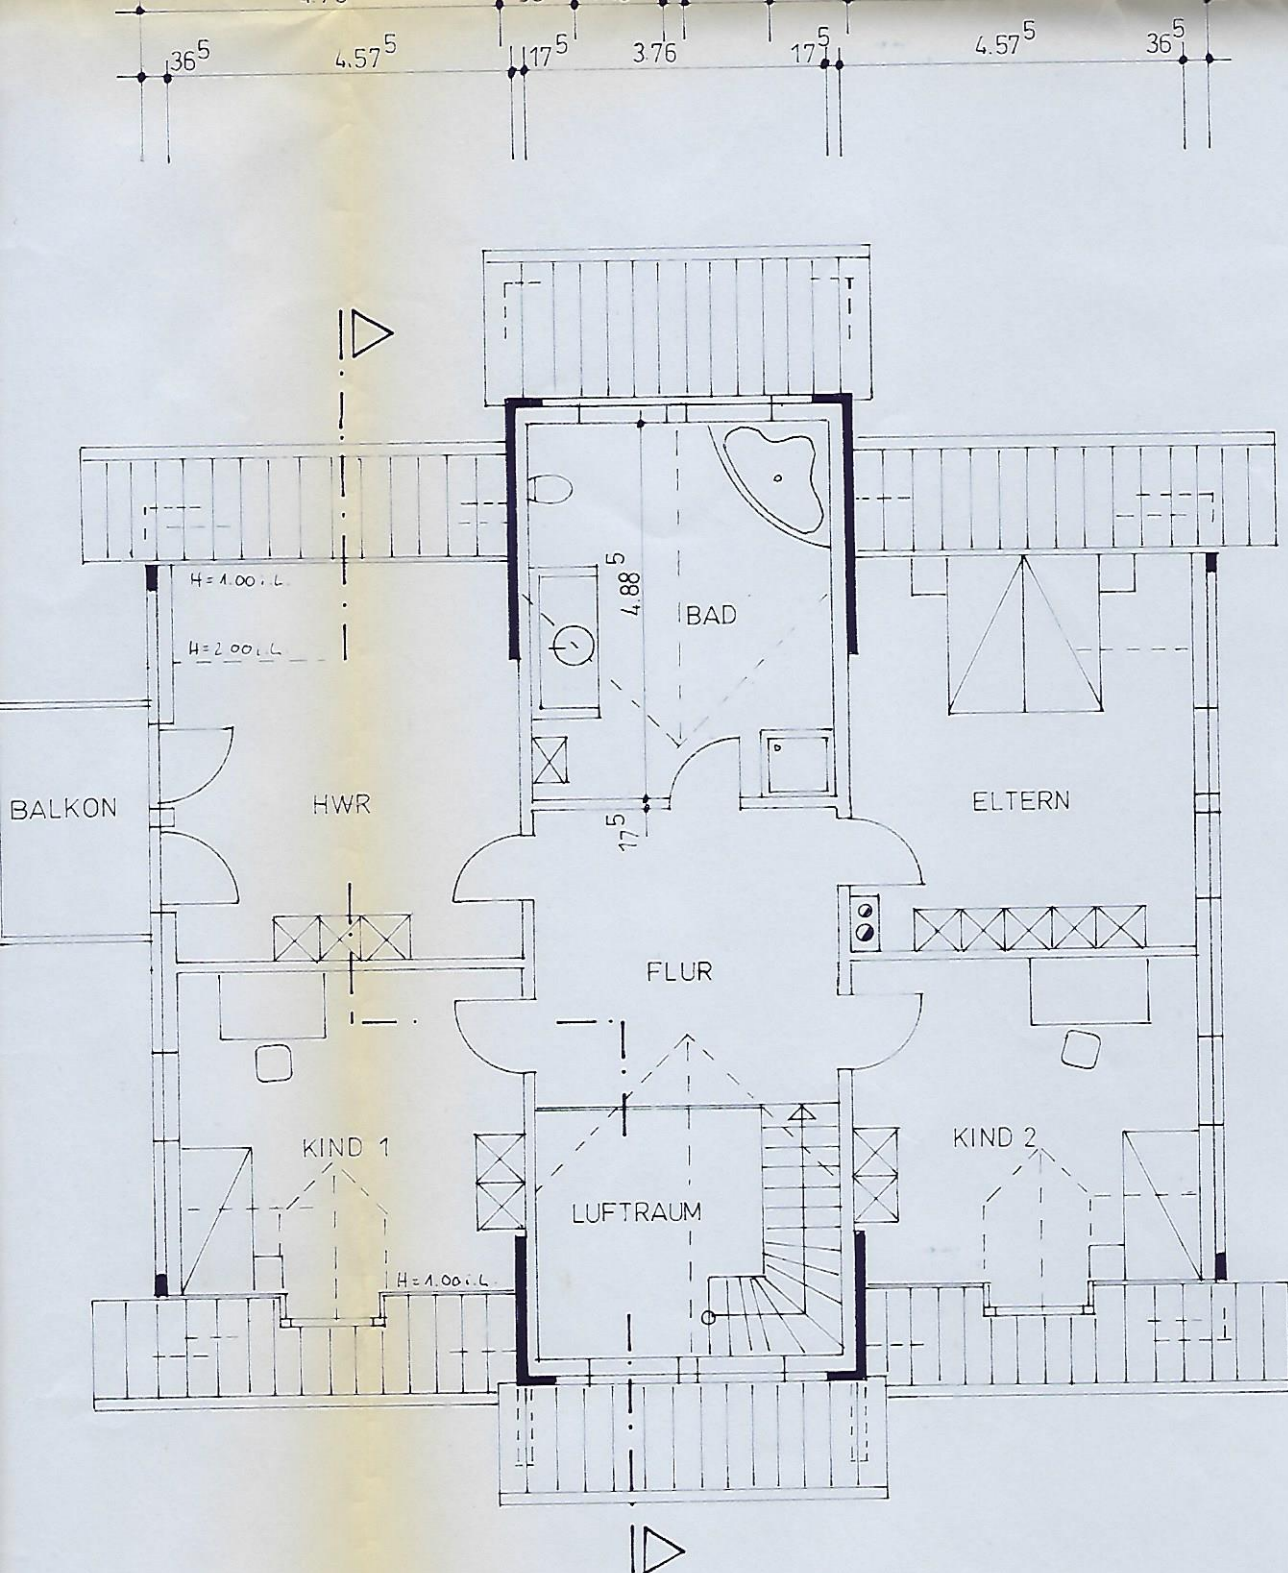 36⁵ 4.57⁵ 17⁵ 3.76 17⁵ 4.57⁵ 36⁵
H=1.00 i.L.
H=2.00 i.L.
4.88⁵
BAD
BALKON
HWR
ELTERN
17⁵
FLUR
KIND 1
KIND 2
LUFTRAUM
H=1.00 i.L.